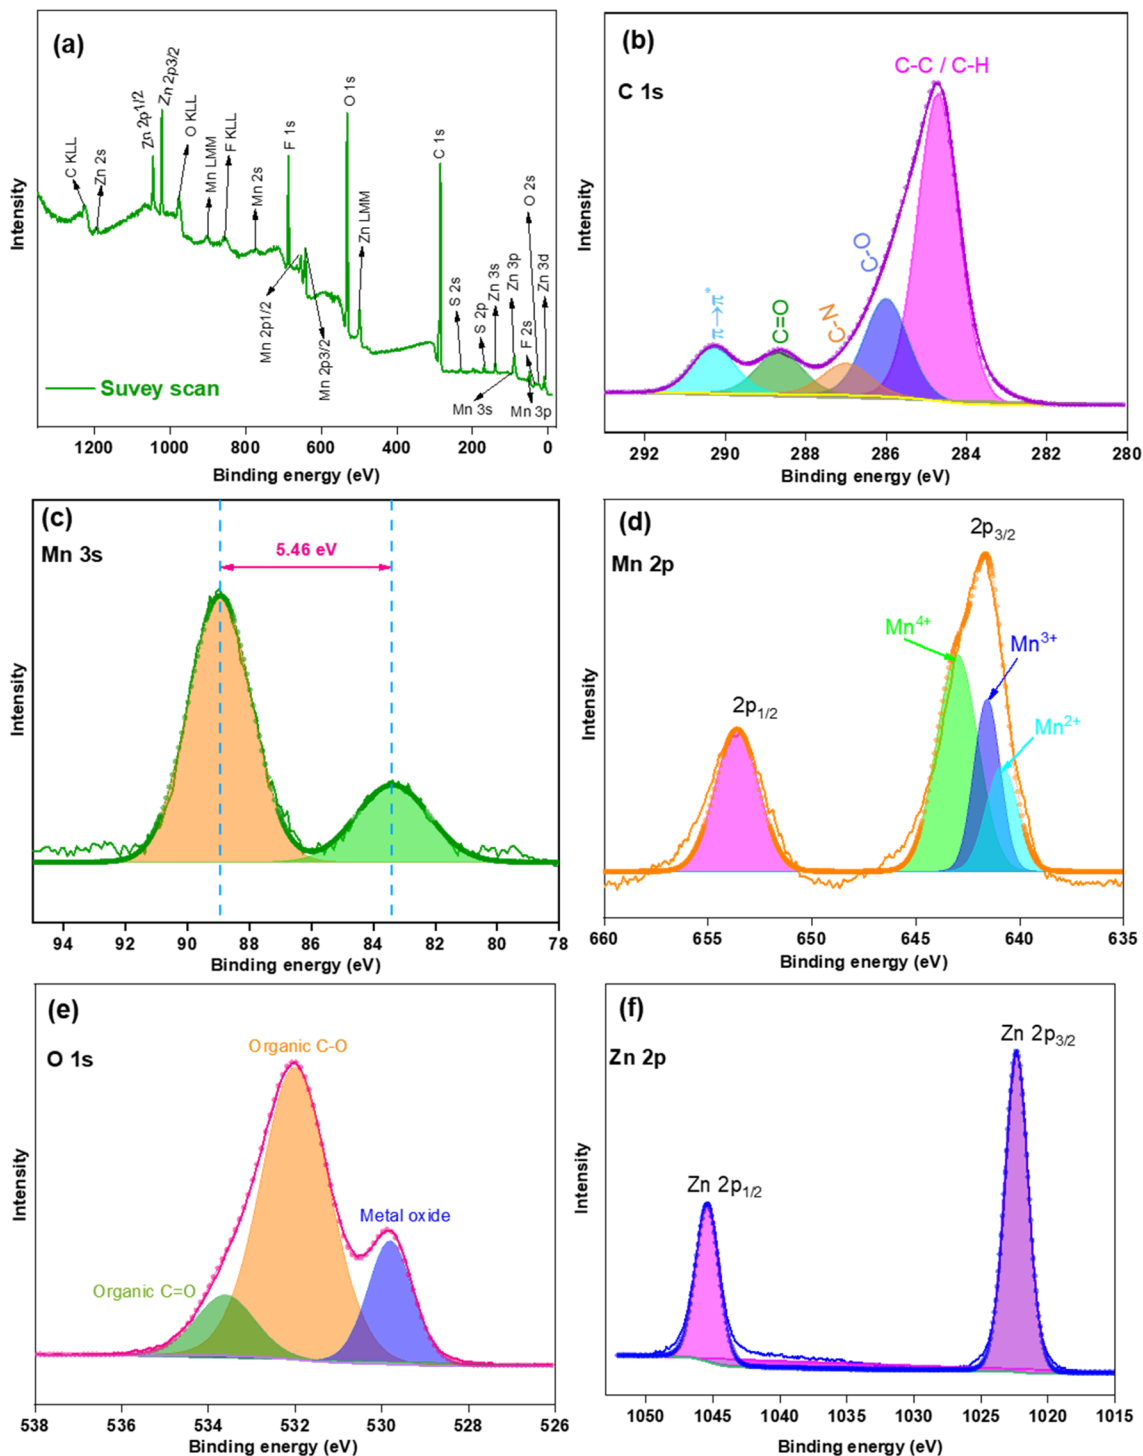 (a)
C KLL
Zn 2s
Zn 2p1/2
Zn 2p3/2
O KLL
Mn LMM
F KLL
Mn 2s
F 1s
Mn 2p1/2
Mn 2p3/2
O 1s
Zn LMM
C 1s
S 2s
S 2p
Zn 3s
Mn 3s
Zn 3p
F 2s
Mn 3p
O 2s
Zn 3d
Suvey scan
Intensity
1200 1000 800 600 400 200 0
Binding energy (eV)
(b)
C 1s
C-C / C-H
C-O
C-N
C=O
π→π*
Intensity
292 290 288 286 284 282 280
Binding energy (eV)
(c)
Mn 3s
5.46 eV
Intensity
94 92 90 88 86 84 82 80 78
Binding energy (eV)
(d)
Mn 2p
2p3/2
Mn4+
Mn3+
Mn2+
2p1/2
Intensity
660 655 650 645 640 635
Binding energy (eV)
(e)
O 1s
Organic C-O
Metal oxide
Organic C=O
Intensity
538 536 534 532 530 528 526
Binding energy (eV)
(f)
Zn 2p
Zn 2p3/2
Zn 2p1/2
Intensity
1050 1045 1040 1035 1030 1025 1020 1015
Binding energy (eV)